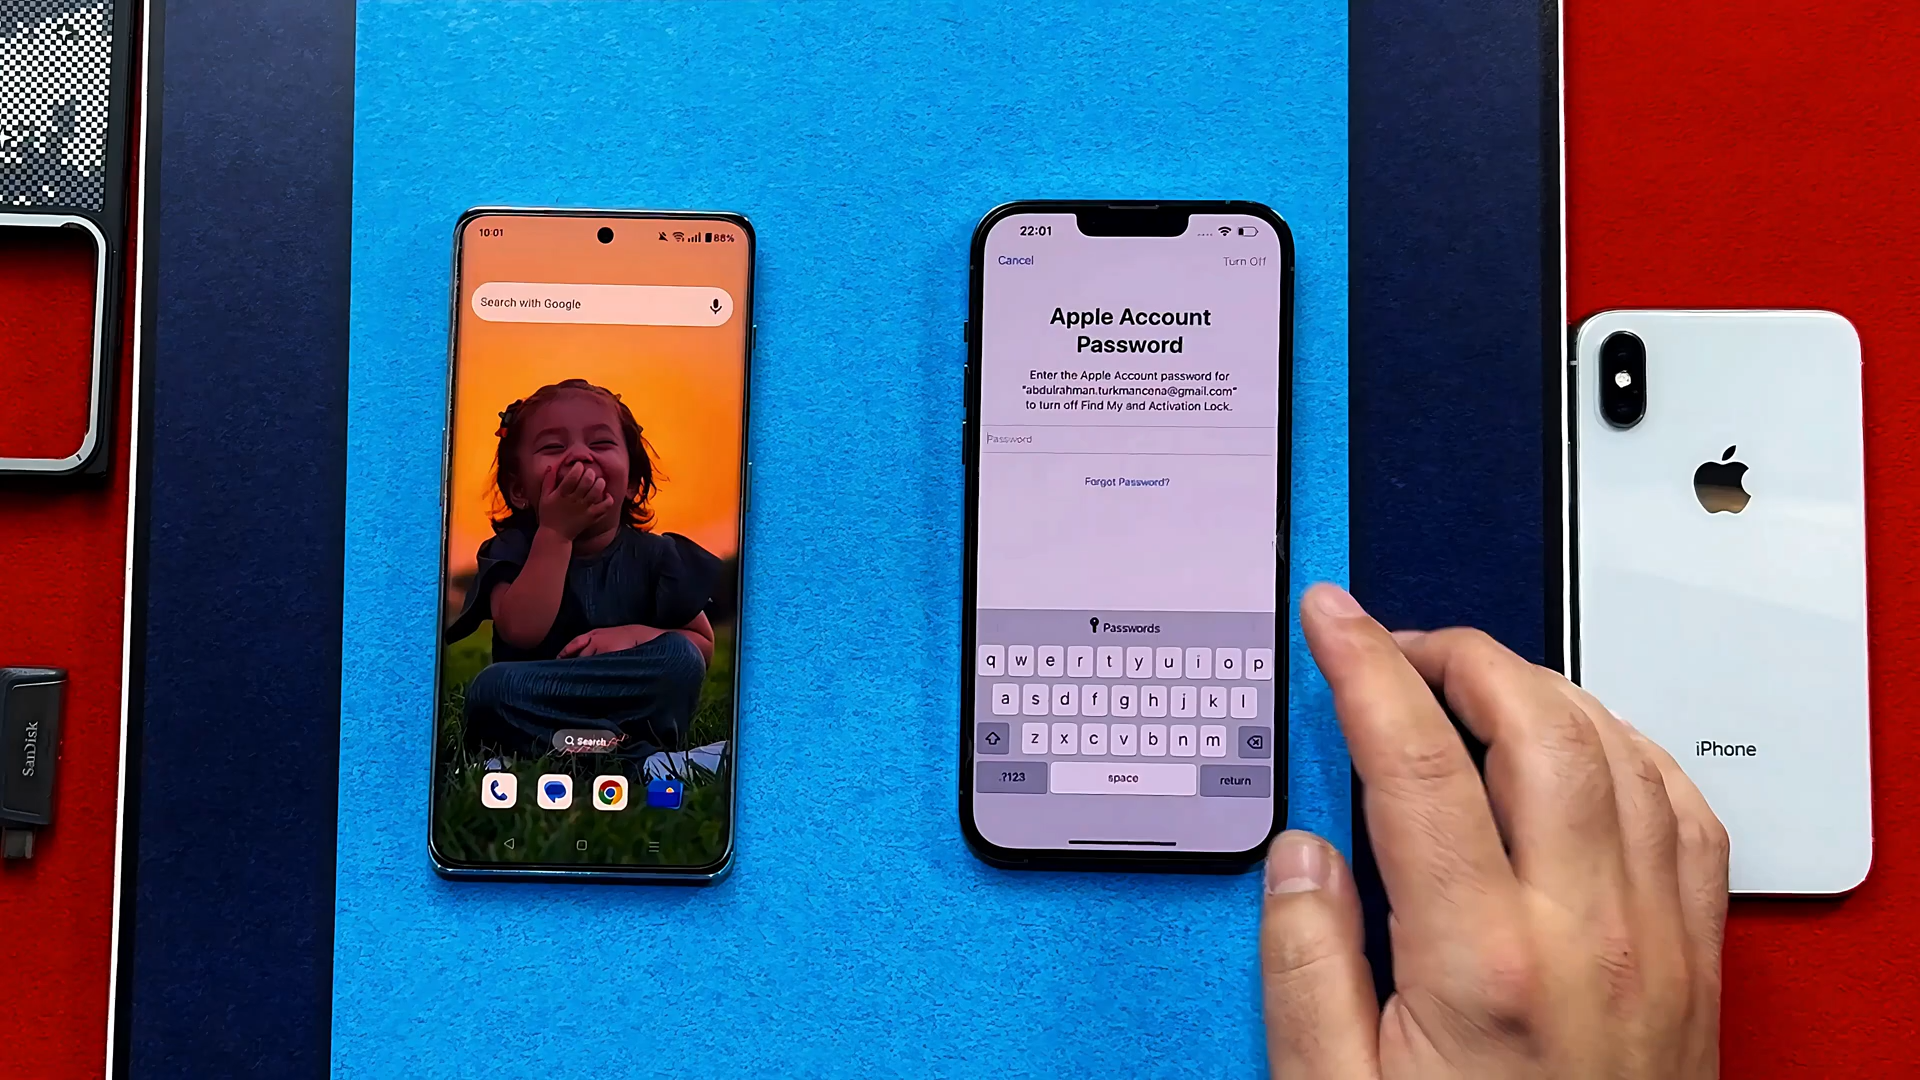 10:01
88%
Search with Google
Search
22:01
Cancel
Turn Off
Apple Account
Password
Enter the Apple Account password for
"abdulrahman.turkmancena@gmail.com"
to turn off Find My and Activation Lock.
Password
Forgot Password?
Passwords
q w e r t y u i o p
a s d f g h j k l
z x c v b n m
.?123
space
return
iPhone
SanDisk